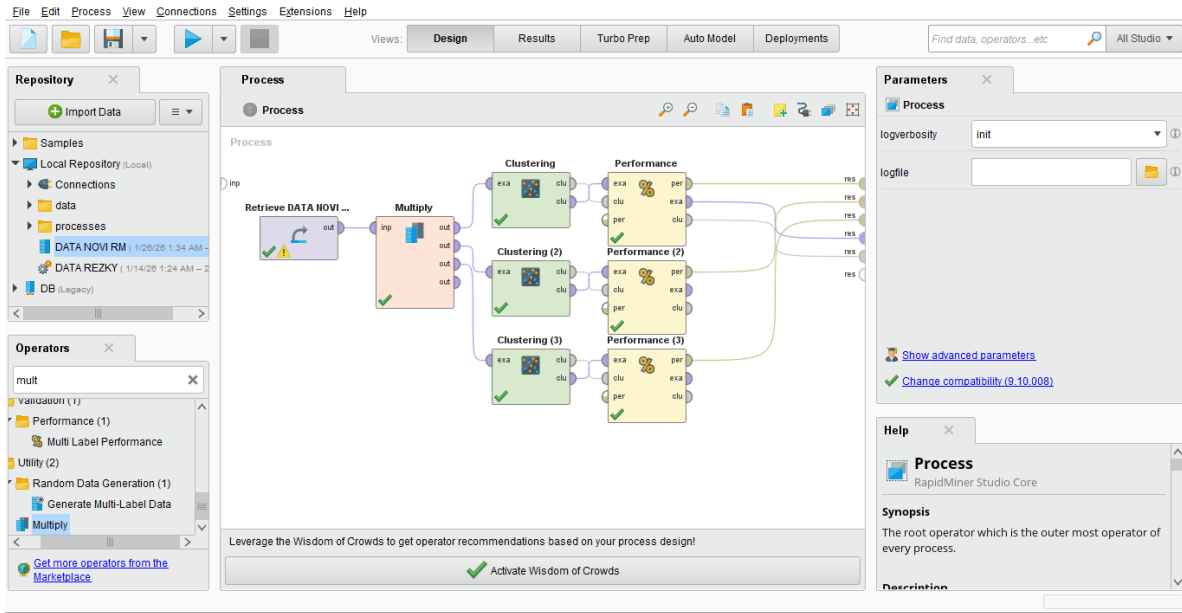 File Edit Process View Connections Settings Extensions Help
Views: Design Results Turbo Prep Auto Model Deployments Find data, operators...etc All Studio
Repository
Import Data
Samples
Local Repository (Local)
Connections
data
processes
DATA NOVI RM ( 1/26/26 1:34 AM –
DATA REZKY ( 1/14/26 1:24 AM – 2
DB (Legacy)
Operators
mult
Validation (1)
Performance (1)
Multi Label Performance
Utility (2)
Random Data Generation (1)
Generate Multi-Label Data
Multiply
Get more operators from the
Marketplace
Process
Process
Process
inp
Retrieve DATA NOVI ...
out
Multiply
inp out
out
out
out
Clustering
exa clu
clu
Performance
exa per
clu exa
per clu
Clustering (2)
exa clu
clu
Performance (2)
exa per
clu exa
per clu
Clustering (3)
exa clu
clu
Performance (3)
exa per
clu exa
per clu
res
res
res
res
res
res
Leverage the Wisdom of Crowds to get operator recommendations based on your process design!
Activate Wisdom of Crowds
Parameters
Process
logverbosity init
logfile
Show advanced parameters
Change compatibility (9.10.008)
Help
Process
RapidMiner Studio Core
Synopsis
The root operator which is the outer most operator of
every process.
Description